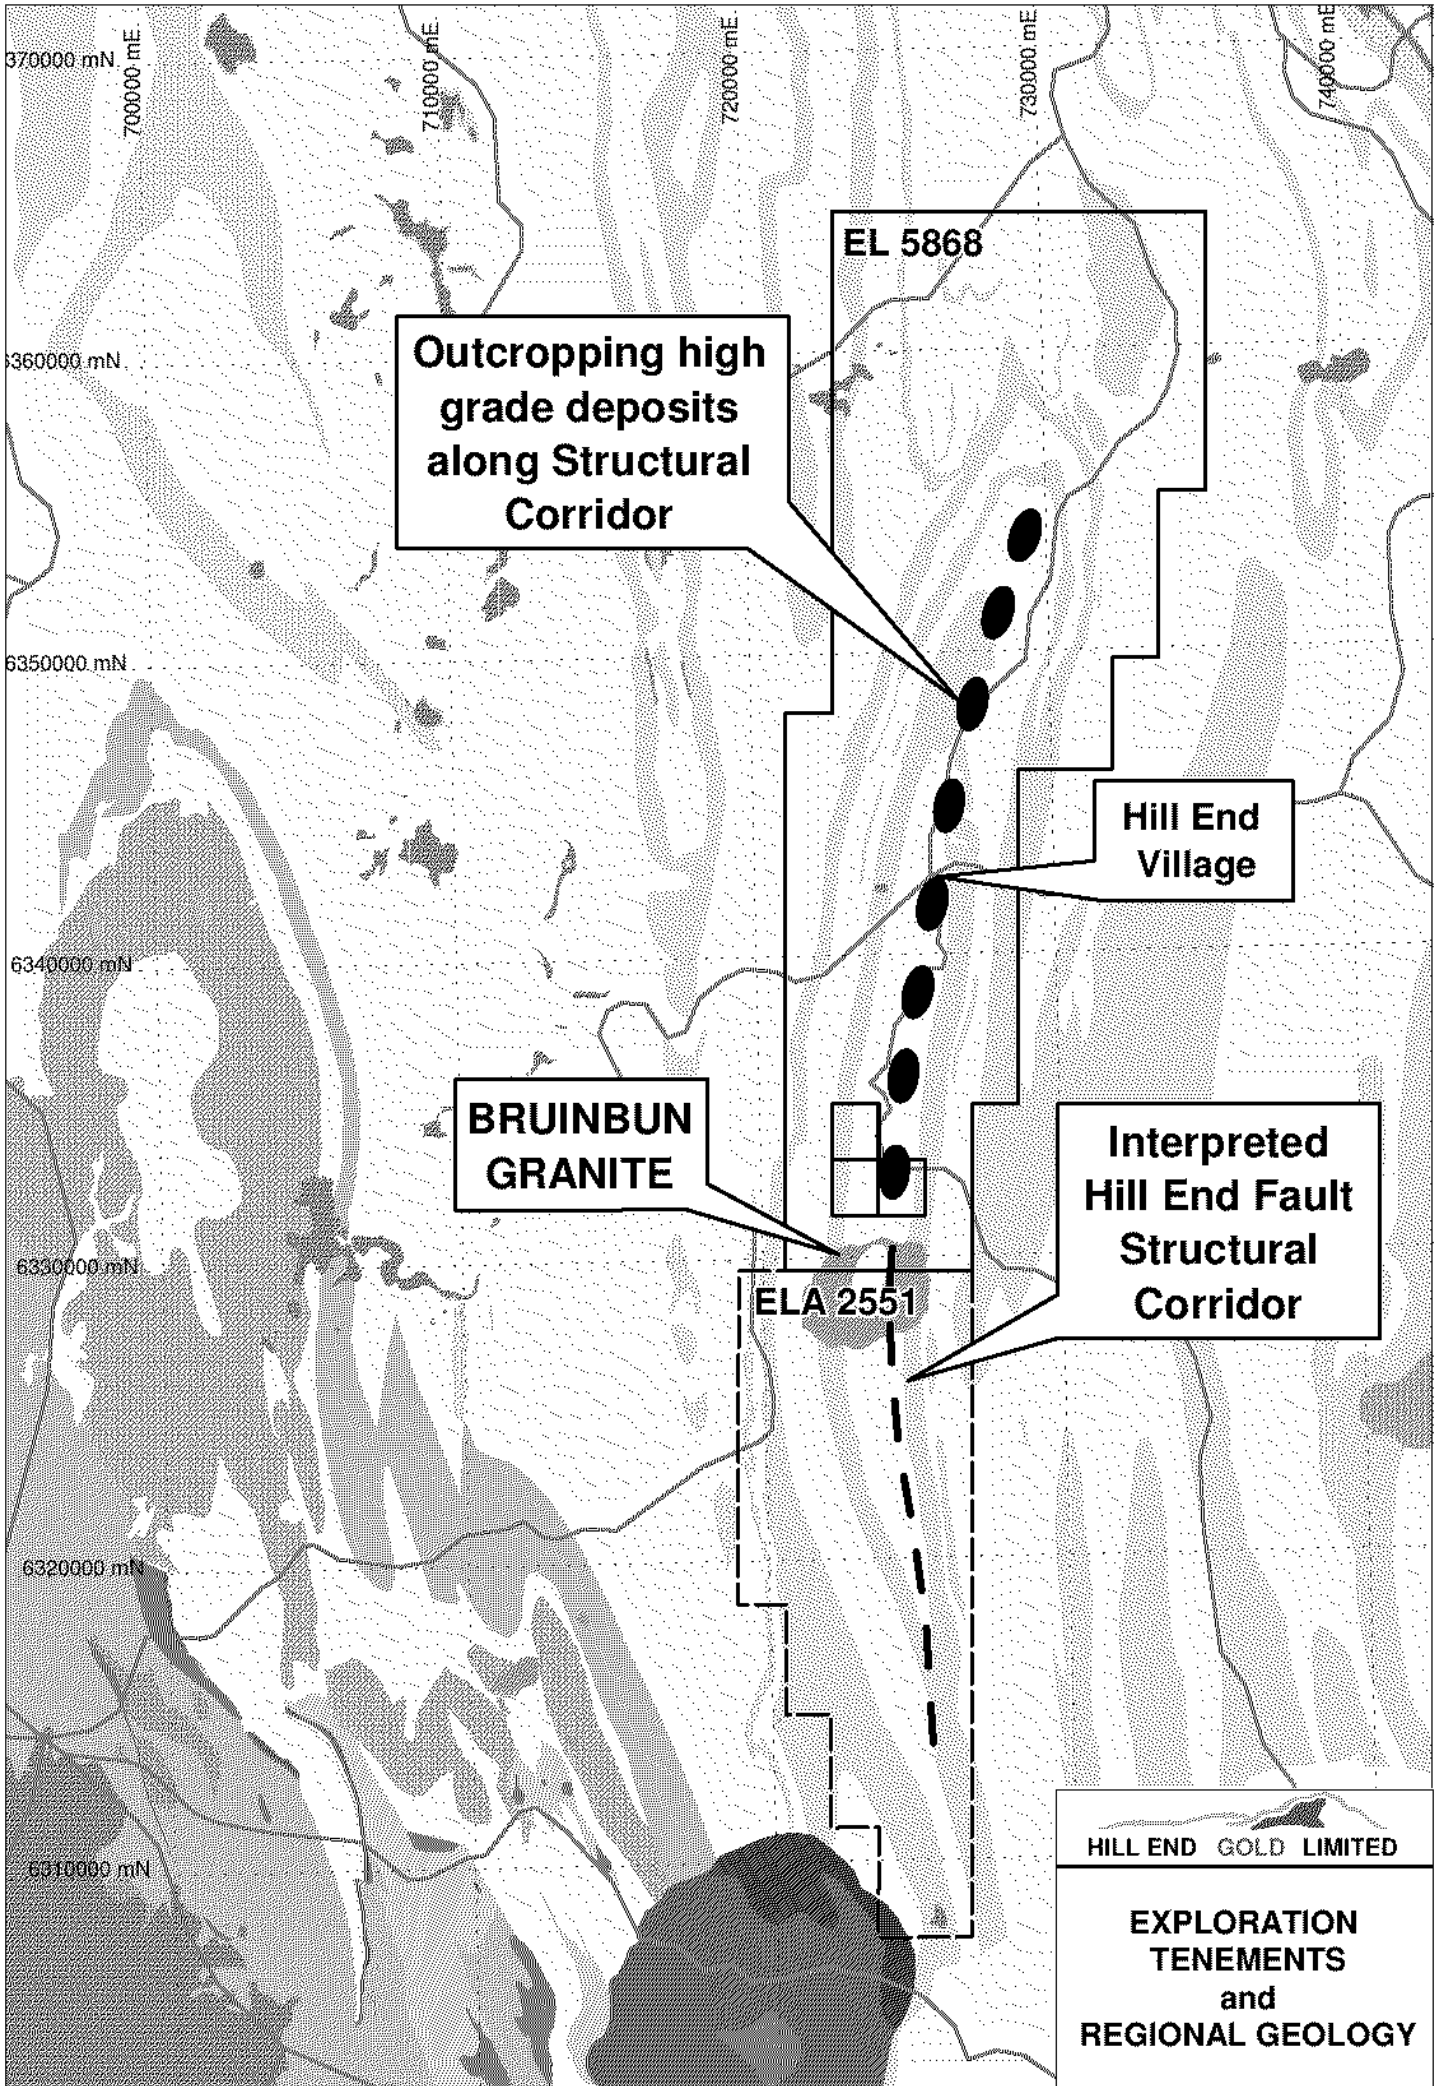 700000 mE
710000 mE
720000 mE
730000 mE
740000 mE
370000 mN
EL 5868
Outcropping high
grade deposits
along Structural
Corridor
6360000 mN
6350000 mN
Hill End
Village
6340000 mN
BRUINBUN
GRANITE
Interpreted
Hill End Fault
Structural
Corridor
6330000 mN
ELA 2551
6320000 mN
6310000 mN
HILL END GOLD LIMITED
EXPLORATION
TENEMENTS
and
REGIONAL GEOLOGY